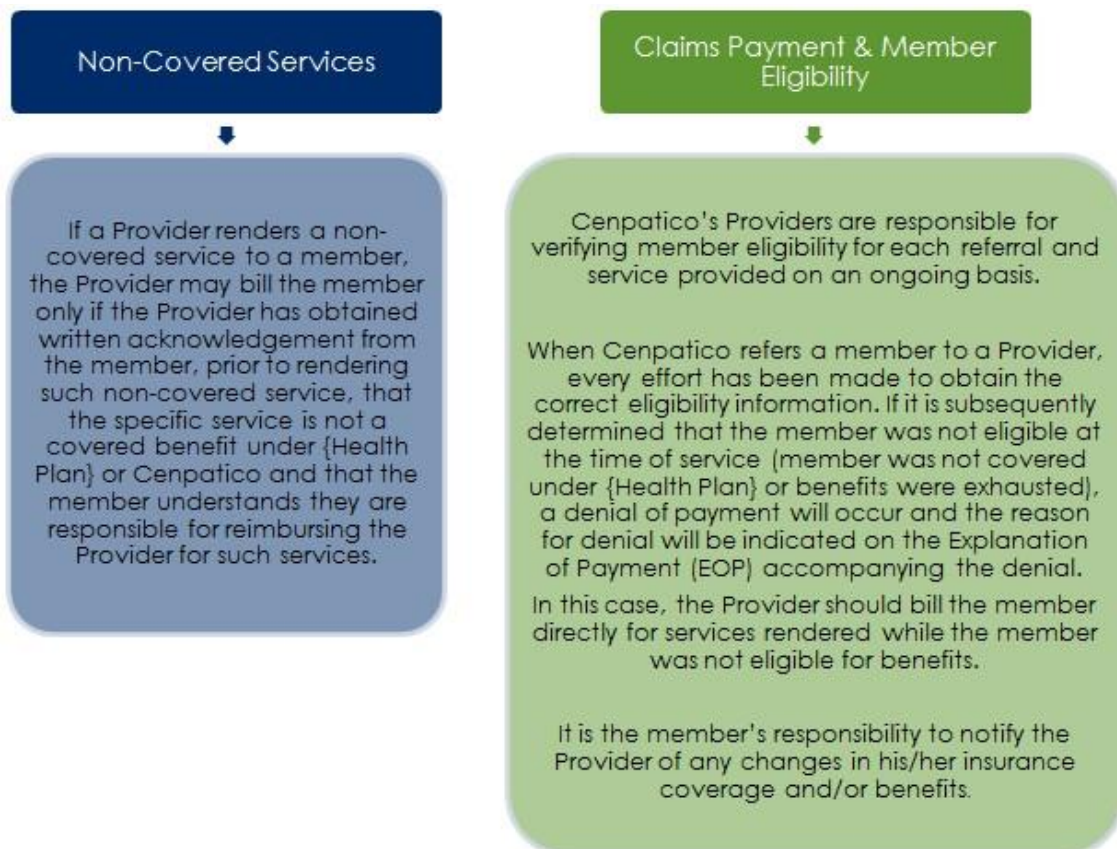 Non-Covered Services
If a Provider renders a non-
covered service to a member,
the Provider may bill the member
only if the Provider has obtained
written acknowledgement from
the member, prior to rendering
such non-covered service, that
the specific service is not a
covered benefit under {Health
Plan} or Cenpatico and that the
member understands they are
responsible for reimbursing the
Provider for such services.
Claims Payment & Member
Eligibility
Cenpatico’s Providers are responsible for
verifying member eligibility for each referral and
service provided on an ongoing basis.
When Cenpatico refers a member to a Provider,
every effort has been made to obtain the
correct eligibility information. If it is subsequently
determined that the member was not eligible at
the time of service (member was not covered
under {Health Plan} or benefits were exhausted),
a denial of payment will occur and the reason
for denial will be indicated on the Explanation
of Payment (EOP) accompanying the denial.
In this case, the Provider should bill the member
directly for services rendered while the member
was not eligible for benefits.
It is the member’s responsibility to notify the
Provider of any changes in his/her insurance
coverage and/or benefits.